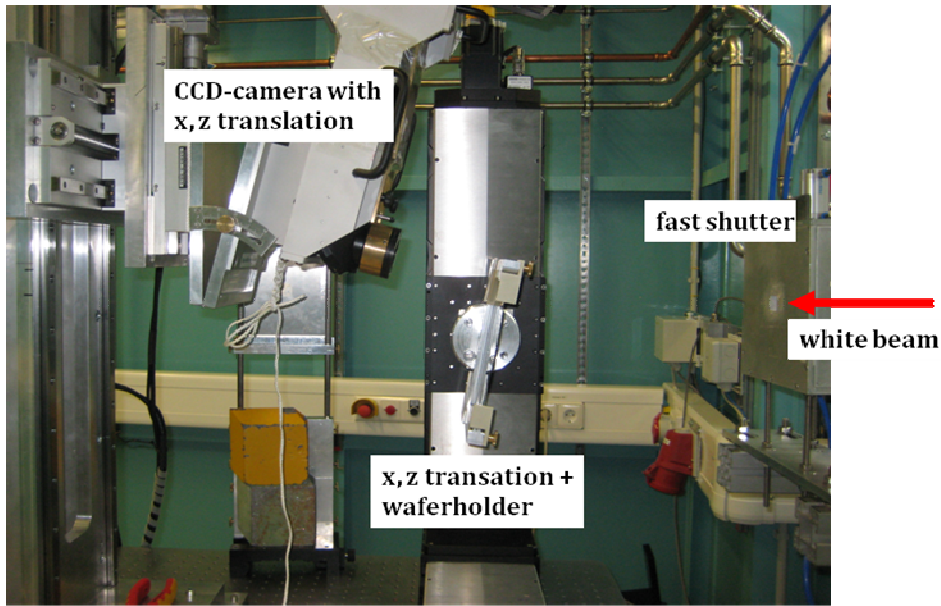 CCD-camera with
x, z translation
fast shutter
white beam
x, z transation +
waferholder